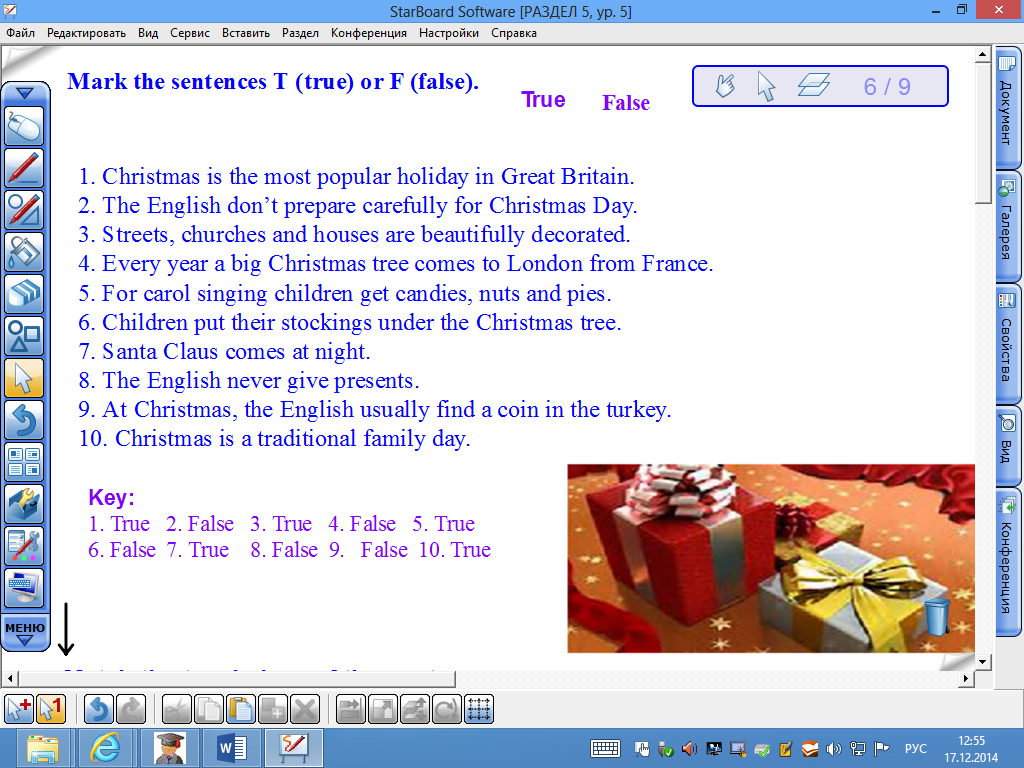 StarBoard Software [РАЗДЕЛ 5, ур. 5]
Файл Редактировать Вид Сервис Вставить Раздел Конференция Настройки Справка
Mark the sentences T (true) or F (false).
True False
6 / 9
1. Christmas is the most popular holiday in Great Britain.
2. The English don’t prepare carefully for Christmas Day.
3. Streets, churches and houses are beautifully decorated.
4. Every year a big Christmas tree comes to London from France.
5. For carol singing children get candies, nuts and pies.
6. Children put their stockings under the Christmas tree.
7. Santa Claus comes at night.
8. The English never give presents.
9. At Christmas, the English usually find a coin in the turkey.
10. Christmas is a traditional family day.
Key:
1. True 2. False 3. True 4. False 5. True
6. False 7. True 8. False 9. False 10. True
МЕНЮ
Документ
Галерея
Свойства
Вид
Конференция
РУС
12:55
17.12.2014